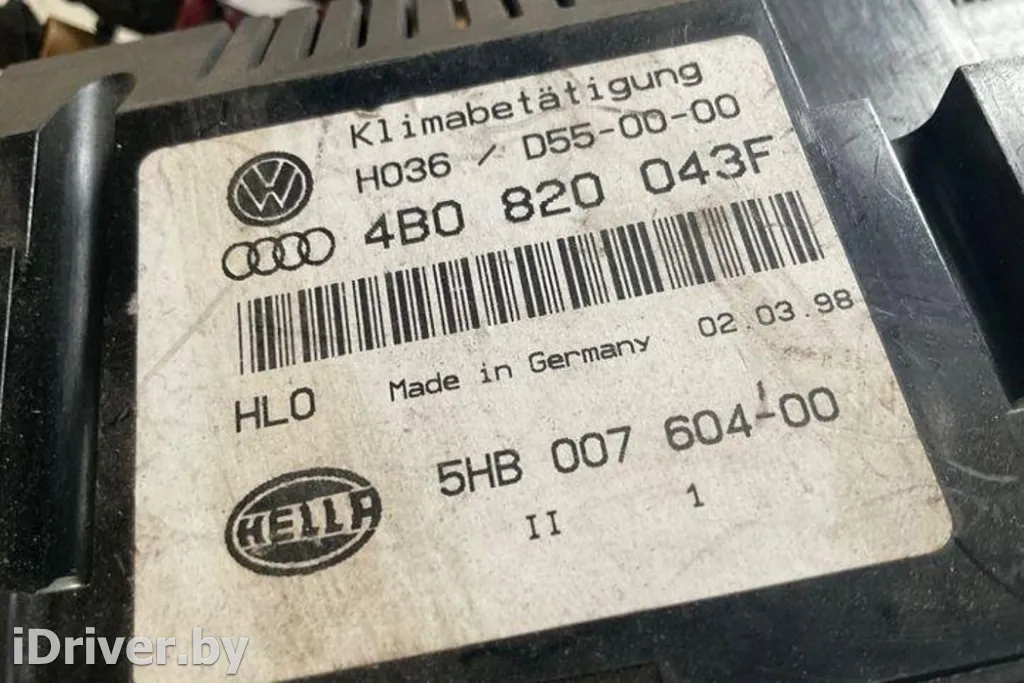 Klimabetätigung
H036 / D55-00-00
4B0 820 043F
HLO Made in Germany 02.03.98
HELLA 5HB 007 604-00
II 1
iDriver.by